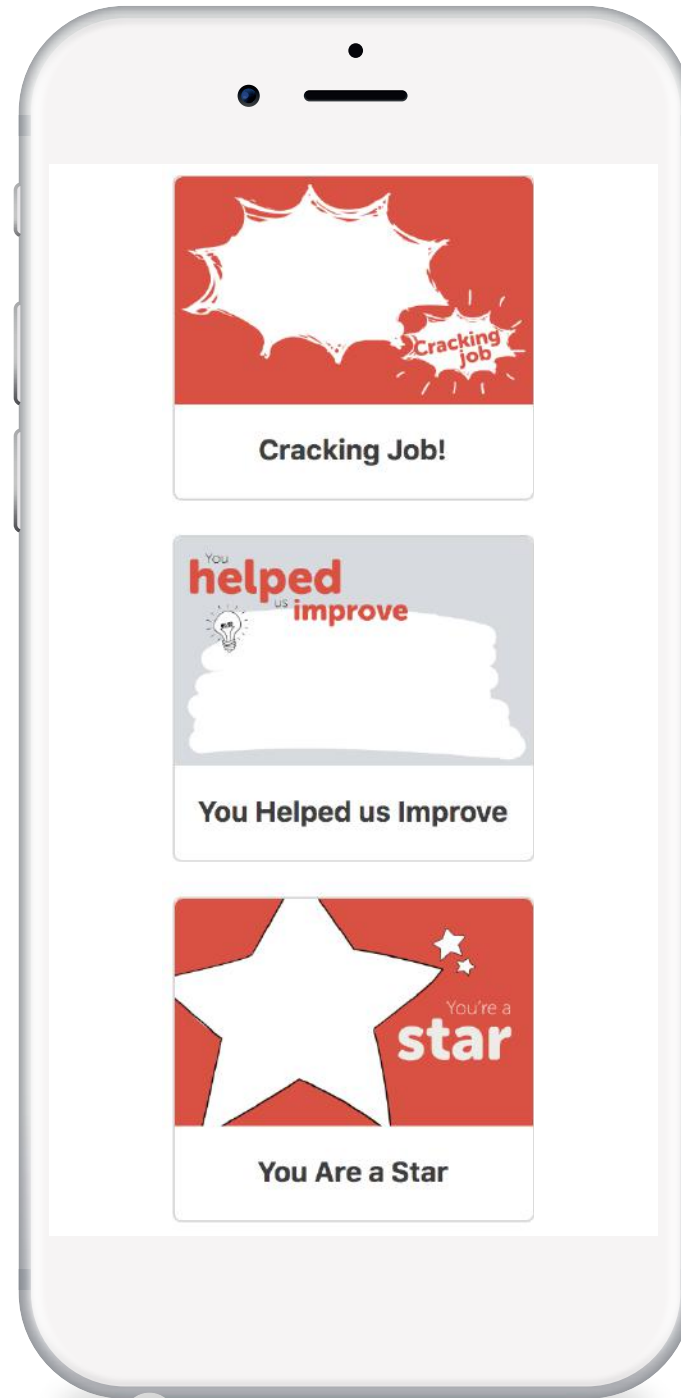 Cracking
job
Cracking Job!
You
helped
us improve
You Helped us Improve
You're a
star
You Are a Star